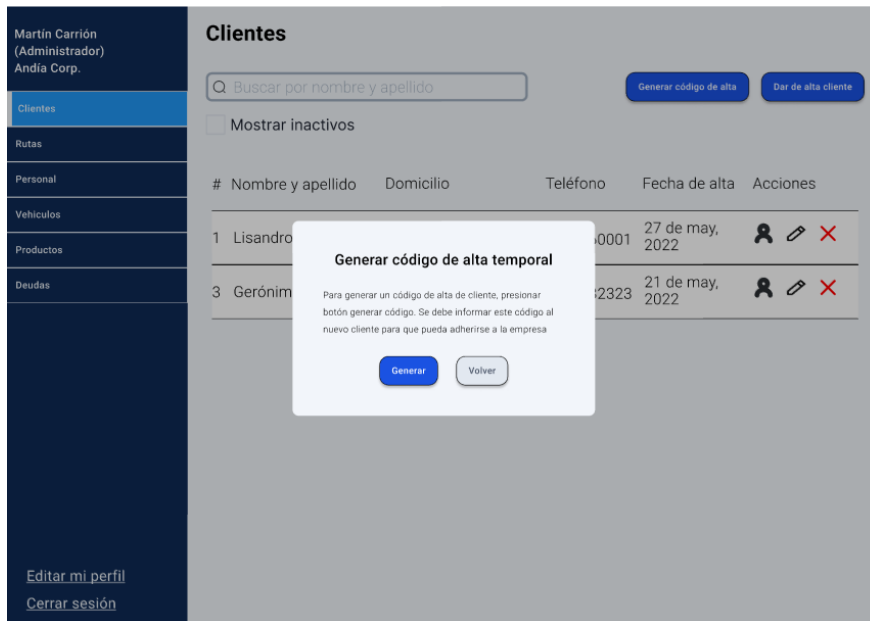 Martín Carrión
(Administrador)
Andía Corp.
Clientes
Rutas
Personal
Vehiculos
Productos
Deudas
Editar mi perfil
Cerrar sesión
Clientes
Buscar por nombre y apellido
Generar código de alta
Dar de alta cliente
Mostrar inactivos
# Nombre y apellido Domicilio Teléfono Fecha de alta Acciones
1 Lisandro 0001 27 de may,
2022
3 Gerónim 2323 21 de may,
2022
Generar código de alta temporal
Para generar un código de alta de cliente, presionar
botón generar código. Se debe informar este código al
nuevo cliente para que pueda adherirse a la empresa
Generar
Volver